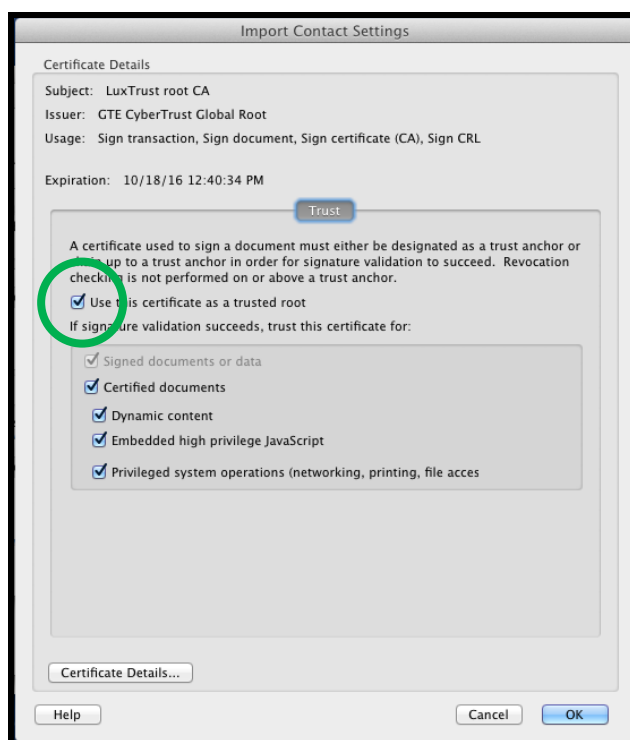 Import Contact Settings
Certificate Details
Subject: LuxTrust root CA
Issuer: GTE CyberTrust Global Root
Usage: Sign transaction, Sign document, Sign certificate (CA), Sign CRL
Expiration: 10/18/16 12:40:34 PM
Trust
A certificate used to sign a document must either be designated as a trust anchor or
chain up to a trust anchor in order for signature validation to succeed. Revocation
checking is not performed on or above a trust anchor.
Use this certificate as a trusted root
If signature validation succeeds, trust this certificate for:
Signed documents or data
Certified documents
Dynamic content
Embedded high privilege JavaScript
Privileged system operations (networking, printing, file acces
Certificate Details...
Help
Cancel
OK